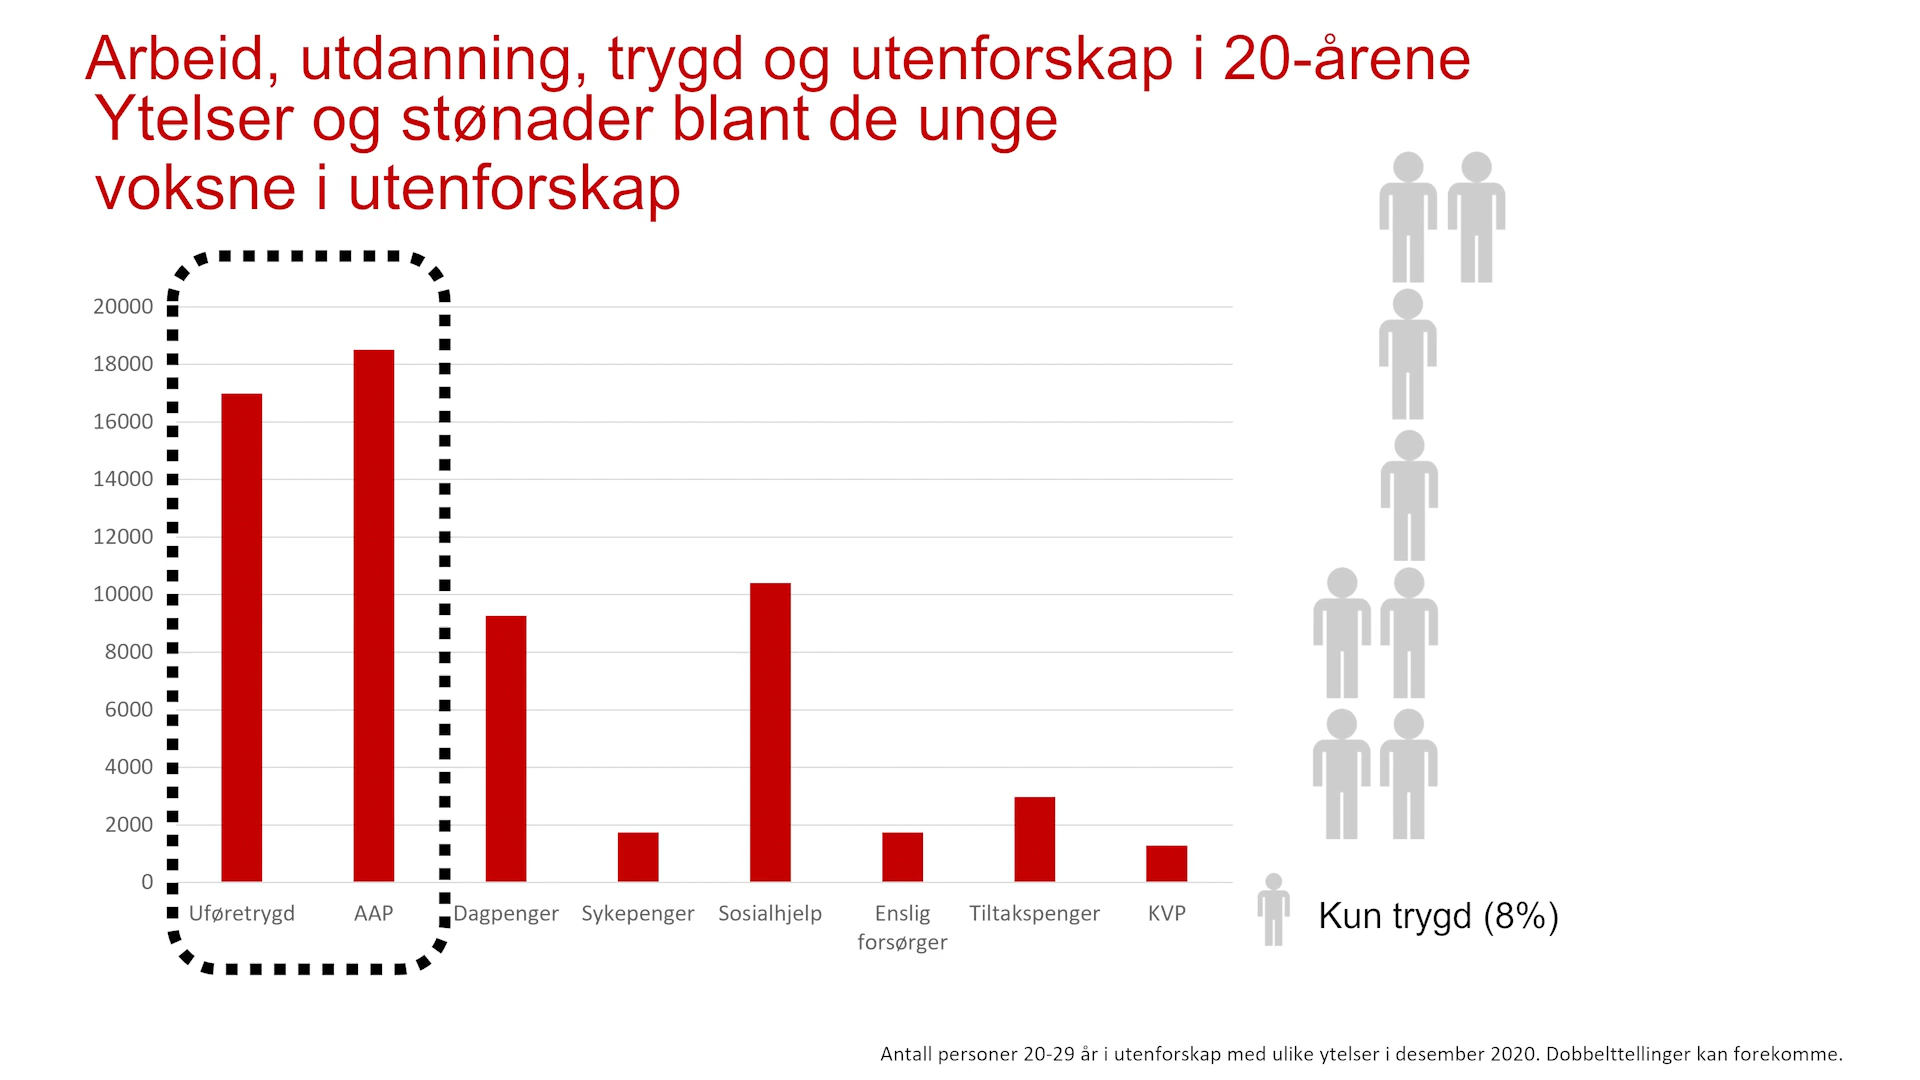 Arbeid, utdanning, trygd og utenforskap i 20-årene
Ytelser og stønader blant de unge
voksne i utenforskap
20000
18000
16000
14000
12000
10000
8000
6000
4000
2000
0
Uføretrygd AAP Dagpenger Sykepenger Sosialhjelp Enslig forsørger Tiltakspenger KVP
Kun trygd (8%)
Antall personer 20-29 år i utenforskap med ulike ytelser i desember 2020. Dobbelttellinger kan forekomme.